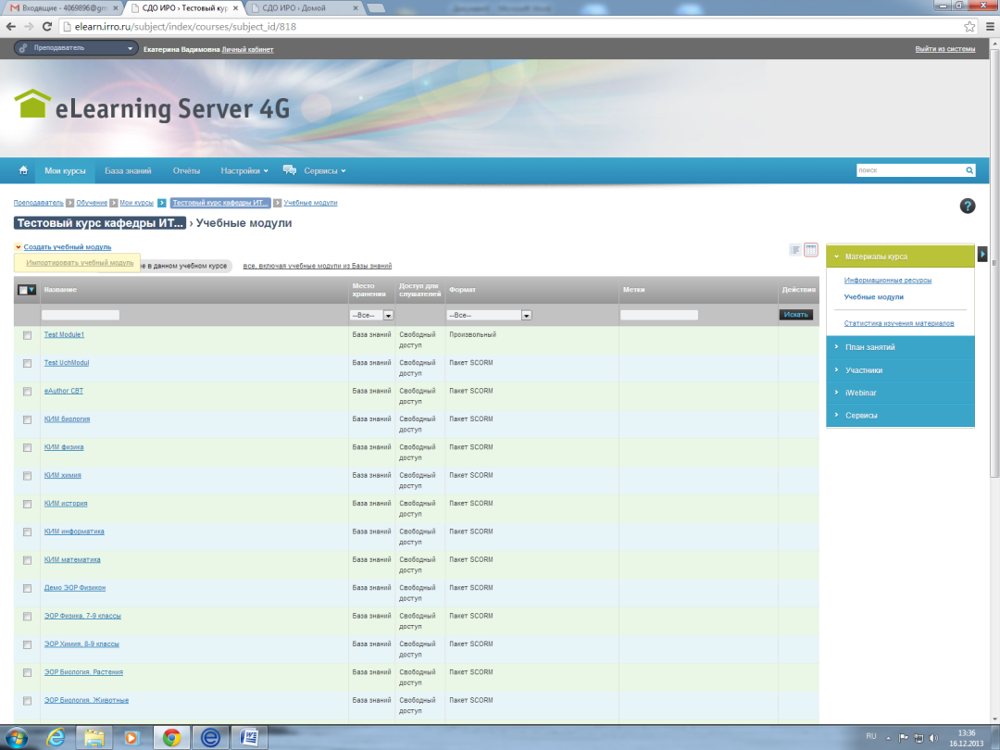 Входящие - 4069896@gm
СДО ИРО › Тестовый кур
СДО ИРО › Домой
elearn.irro.ru/subject/index/courses/subject_id/818
Преподаватель
Екатерина Вадимовна Личный кабинет
Выйти из системы
eLearning Server 4G
Мои курсы
База знаний
Отчёты
Настройки
Сервисы
поиск
Преподаватель
Обучение
Мои курсы
Тестовый курс кафедры ИТ...
Учебные модули
?
Тестовый курс кафедры ИТ... › Учебные модули
Создать учебный модуль
Импортировать учебный модуль
е в данном учебном курсе
все, включая учебные модули из Базы знаний
Название
Место хранения
Доступ для слушателей
Формат
Метки
Действия
--Все--
--Все--
Искать
Test Module1 База знаний Свободный доступ Произвольный
Test UchModul База знаний Свободный доступ Пакет SCORM
eAuthor CBT База знаний Свободный доступ Пакет SCORM
КИМ биология База знаний Свободный доступ Пакет SCORM
КИМ физика База знаний Свободный доступ Пакет SCORM
КИМ химия База знаний Свободный доступ Пакет SCORM
КИМ история База знаний Свободный доступ Пакет SCORM
КИМ информатика База знаний Свободный доступ Пакет SCORM
КИМ математика База знаний Свободный доступ Пакет SCORM
Демо ЭОР Физикон База знаний Свободный доступ Пакет SCORM
ЭОР Физика. 7-9 классы База знаний Свободный доступ Пакет SCORM
ЭОР Химия. 8-9 классы База знаний Свободный доступ Пакет SCORM
ЭОР Биология. Растения База знаний Свободный доступ Пакет SCORM
ЭОР Биология. Животные База знаний Свободный доступ Пакет SCORM
Материалы курса
Информационные ресурсы
Учебные модули
Статистика изучения материалов
План занятий
Участники
iWebinar
Сервисы
RU
13:36
16.12.2013